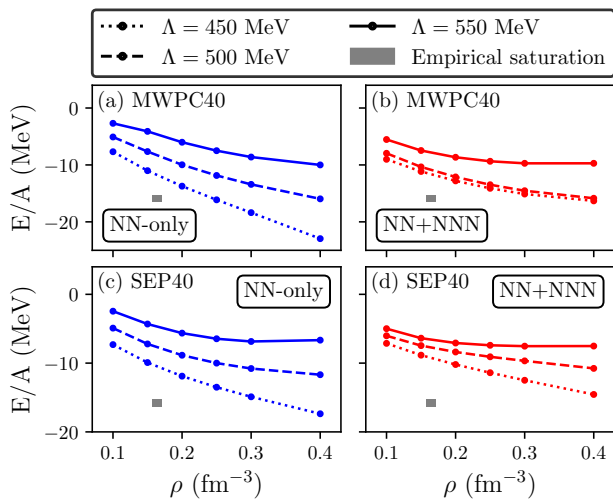 Λ = 450 MeV
Λ = 500 MeV
Λ = 550 MeV
Empirical saturation
(a) MWPC40
NN-only
(b) MWPC40
NN+NNN
0
−10
−20
E/A (MeV)
(c) SEP40
NN-only
(d) SEP40
NN+NNN
0
−10
−20
E/A (MeV)
0.1 0.2 0.3 0.4
0.1 0.2 0.3 0.4
ρ (fm⁻³)
ρ (fm⁻³)